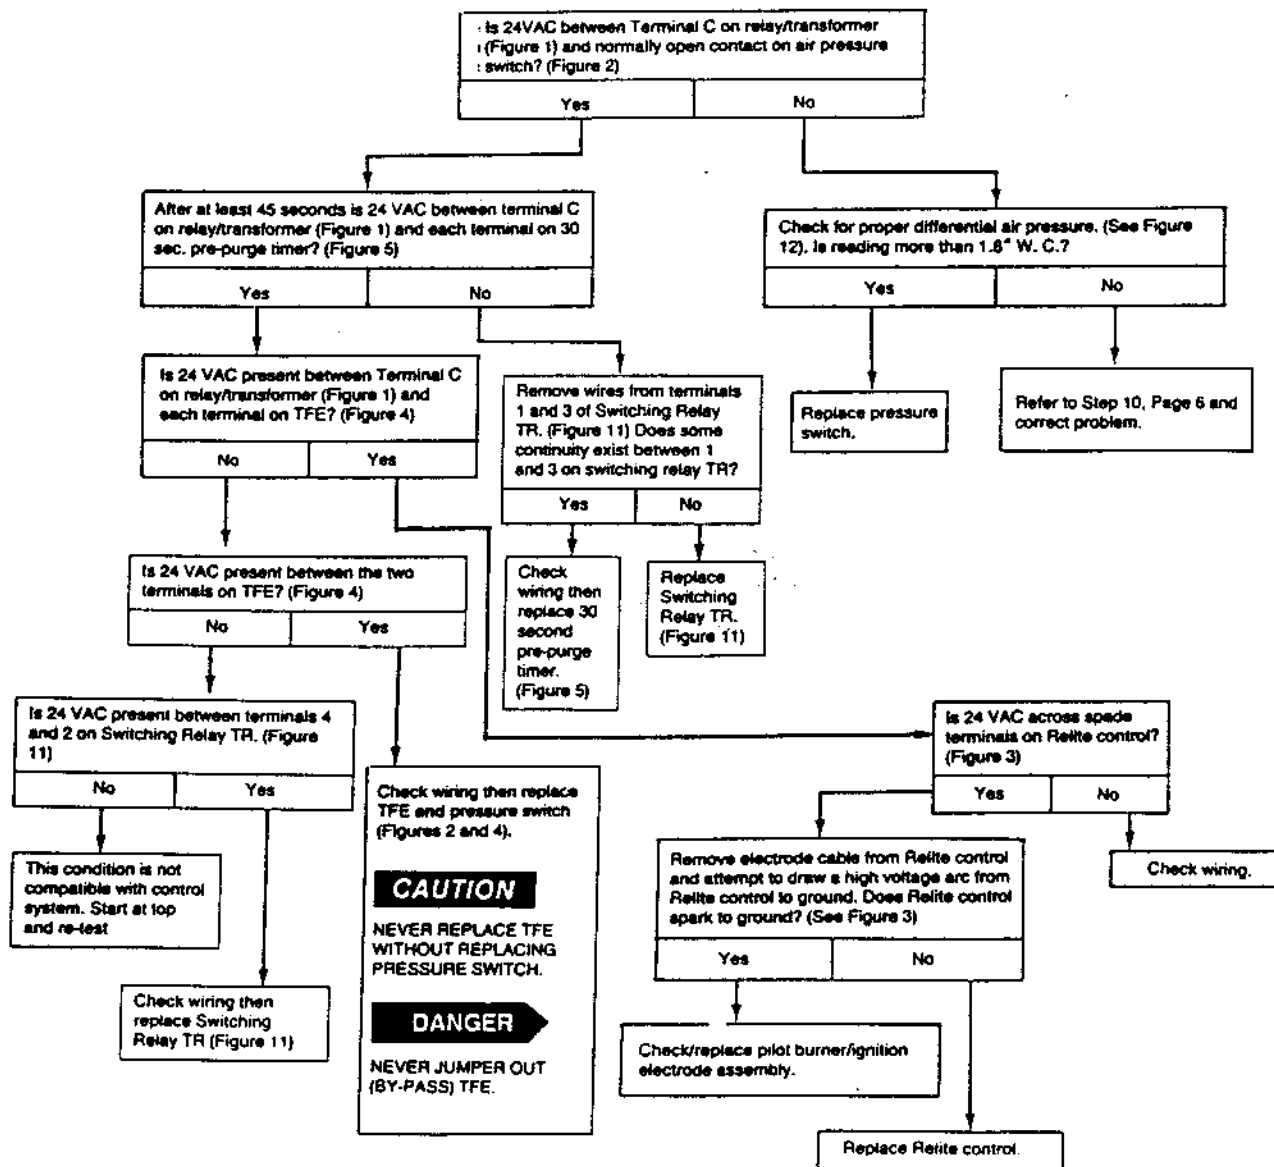 Is 24VAC between Terminal C on relay/transformer
(Figure 1) and normally open contact on air pressure
switch? (Figure 2)
Yes
No
After at least 45 seconds is 24 VAC between terminal C
on relay/transformer (Figure 1) and each terminal on 30
sec. pre-purge timer? (Figure 5)
Yes
No
Check for proper differential air pressure. (See Figure
12). Is reading more than 1.8" W. C.?
Yes
No
Is 24 VAC present between Terminal C
on relay/transformer (Figure 1) and
each terminal on TFE? (Figure 4)
No
Yes
Remove wires from terminals
1 and 3 of Switching Relay
TR. (Figure 11) Does some
continuity exist between 1
and 3 on switching relay TR?
Yes
No
Replace pressure
switch.
Refer to Step 10, Page 6 and
correct problem.
Is 24 VAC present between the two
terminals on TFE? (Figure 4)
No
Yes
Check
wiring then
replace 30
second
pre-purge
timer.
(Figure 5)
Replace
Switching
Relay TR.
(Figure 11)
Is 24 VAC present between terminals 4
and 2 on Switching Relay TR. (Figure
11)
No
Yes
Is 24 VAC across spade
terminals on Relite control?
(Figure 3)
Yes
No
This condition is not
compatible with control
system. Start at top
and re-test
Check wiring then
replace Switching
Relay TR (Figure 11)
Check wiring then replace
TFE and pressure switch
(Figures 2 and 4).
CAUTION
NEVER REPLACE TFE
WITHOUT REPLACING
PRESSURE SWITCH.
DANGER
NEVER JUMPER OUT
(BY-PASS) TFE.
Remove electrode cable from Relite control
and attempt to draw a high voltage arc from
Relite control to ground. Does Relite control
spark to ground? (See Figure 3)
Yes
No
Check wiring.
Check/replace pilot burner/ignition
electrode assembly.
Replace Relite control.